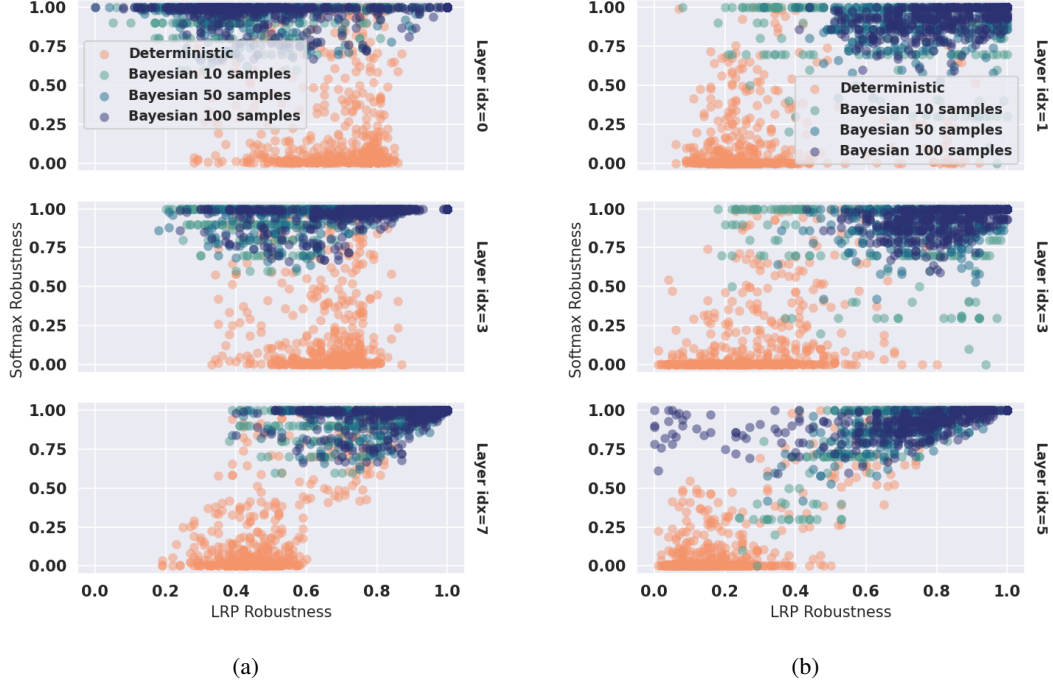 1.00
0.75
0.50
0.25
0.00
Deterministic
Bayesian 10 samples
Bayesian 50 samples
Bayesian 100 samples
Layer idx=0
1.00
0.75
0.50
0.25
0.00
Layer idx=3
1.00
0.75
0.50
0.25
0.00
Layer idx=7
Softmax Robustness
0.0 0.2 0.4 0.6 0.8 1.0
LRP Robustness
(a)
1.00
0.75
0.50
0.25
0.00
Deterministic
Bayesian 10 samples
Bayesian 50 samples
Bayesian 100 samples
Layer idx=1
1.00
0.75
0.50
0.25
0.00
Layer idx=3
1.00
0.75
0.50
0.25
0.00
Layer idx=5
Softmax Robustness
0.0 0.2 0.4 0.6 0.8 1.0
LRP Robustness
(b)